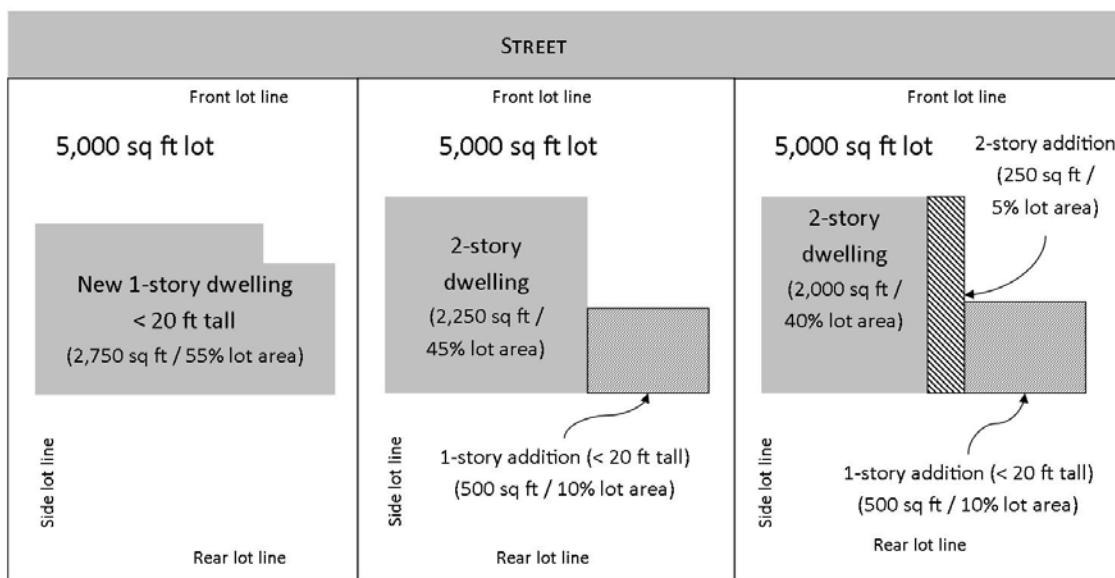 STREET
Front lot line
5,000 sq ft lot
New 1-story dwelling
< 20 ft tall
(2,750 sq ft / 55% lot area)
Side lot line
Rear lot line
Front lot line
5,000 sq ft lot
2-story
dwelling
(2,250 sq ft /
45% lot area)
1-story addition (< 20 ft tall)
(500 sq ft / 10% lot area)
Side lot line
Rear lot line
Front lot line
5,000 sq ft lot
2-story addition
(250 sq ft /
5% lot area)
2-story
dwelling
(2,000 sq ft /
40% lot area)
1-story addition (< 20 ft tall)
(500 sq ft / 10% lot area)
Side lot line
Rear lot line